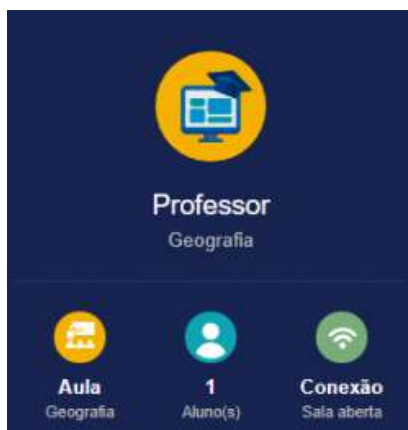 Professor
Geografia
Aula
Geografia
1
Aluno(s)
Conexão
Sala aberta